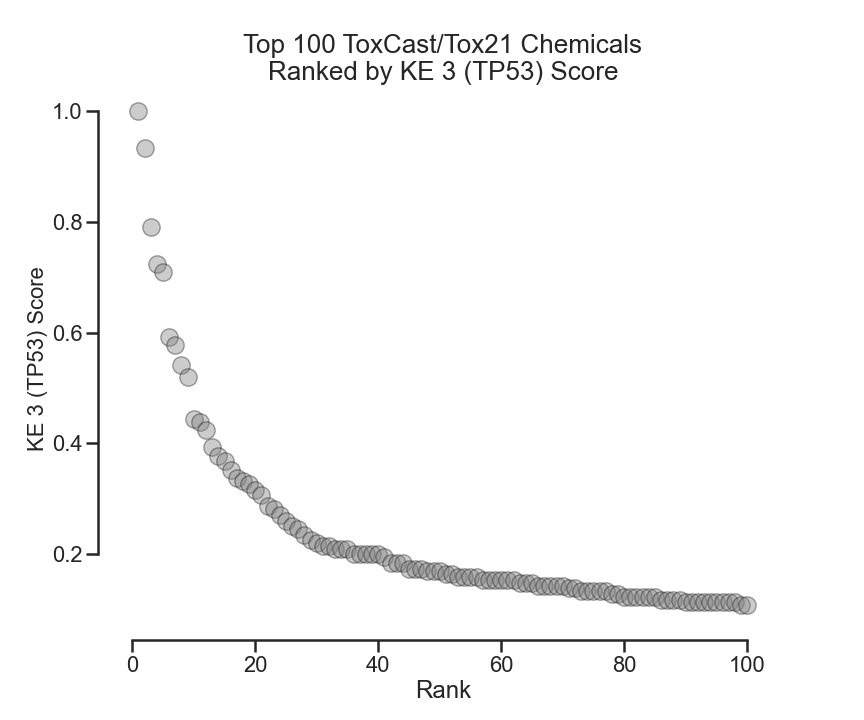 Top 100 ToxCast/Tox21 Chemicals
Ranked by KE 3 (TP53) Score
KE 3 (TP53) Score
1.0
0.8
0.6
0.4
0.2
0 20 40 60 80 100
Rank